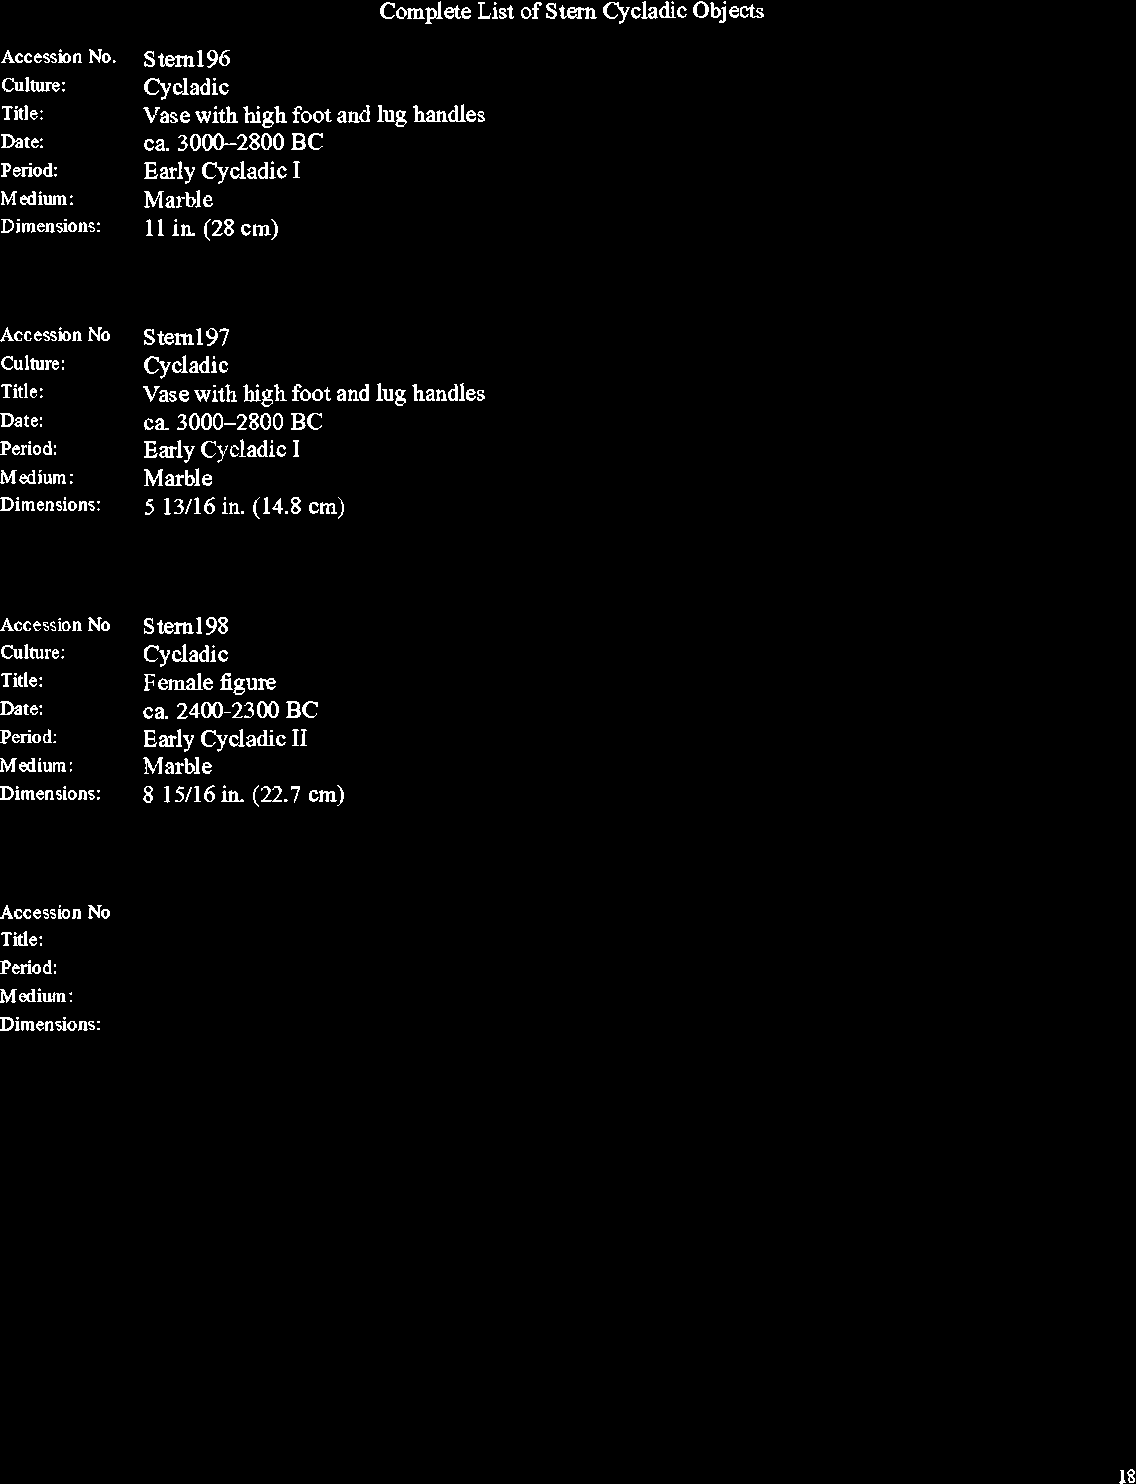 Complete List of Stern Cycladic Objects
Accession No. Stern196
Culture: Cycladic
Title: Vase with high foot and lug handles
Date: ca. 3000–2800 BC
Period: Early Cycladic I
Medium: Marble
Dimensions: 11 in. (28 cm)
Accession No Stern197
Culture: Cycladic
Title: Vase with high foot and lug handles
Date: ca. 3000–2800 BC
Period: Early Cycladic I
Medium: Marble
Dimensions: 5 13/16 in. (14.8 cm)
Accession No Stern198
Culture: Cycladic
Title: Female figure
Date: ca. 2400-2300 BC
Period: Early Cycladic II
Medium: Marble
Dimensions: 8 15/16 in. (22.7 cm)
Accession No
Title:
Period:
Medium:
Dimensions:
18